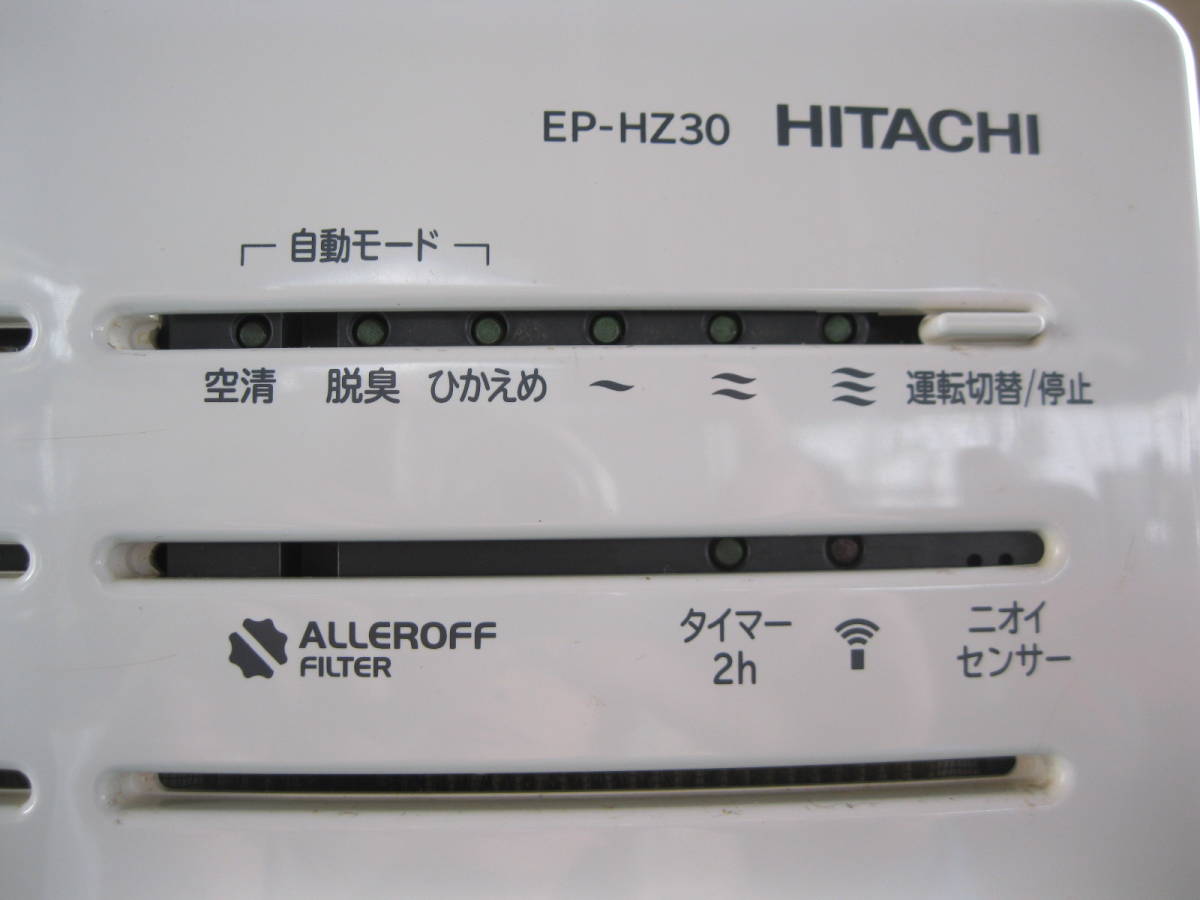 EP-HZ30 HITACHI
自動モード
空清 脱臭 ひかえめ 運転切替/停止
ALLEROFF
FILTER
タイマー
2h
ニオイ
センサー